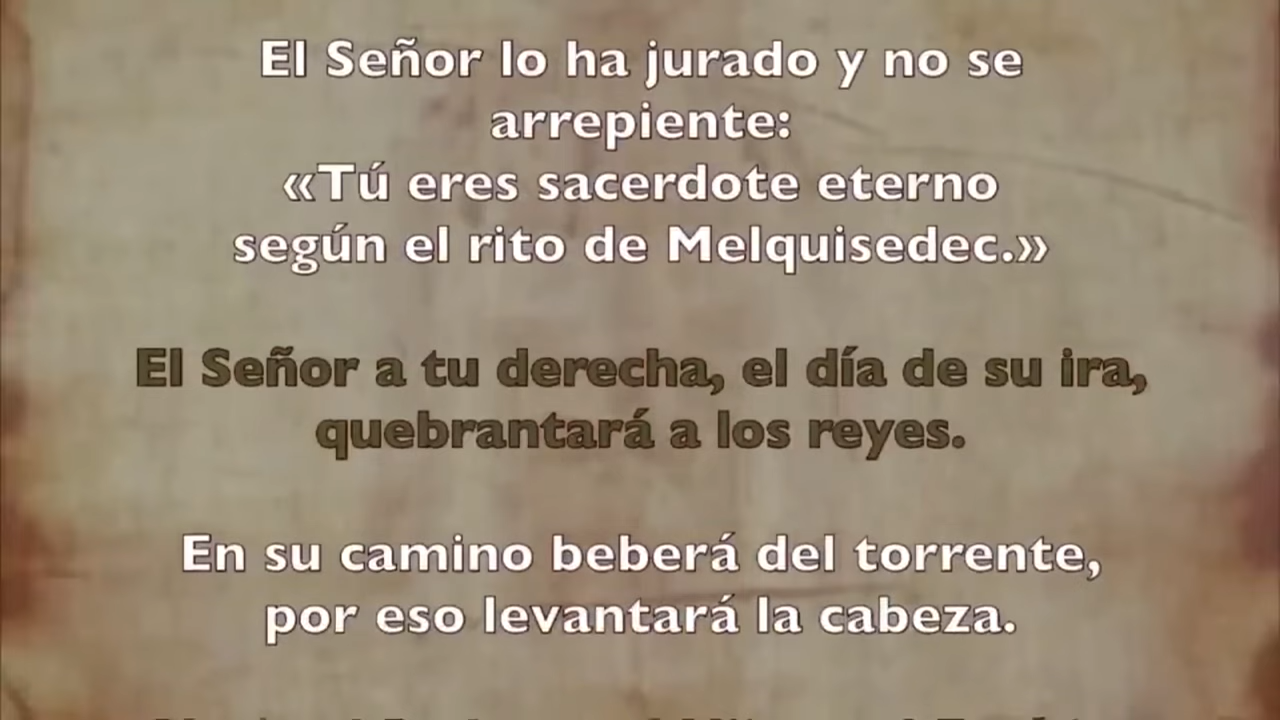 El Señor lo ha jurado y no se
arrepiente:
«Tú eres sacerdote eterno
según el rito de Melquisedec.»
El Señor a tu derecha, el día de su ira,
quebrantará a los reyes.
En su camino beberá del torrente,
por eso levantará la cabeza.